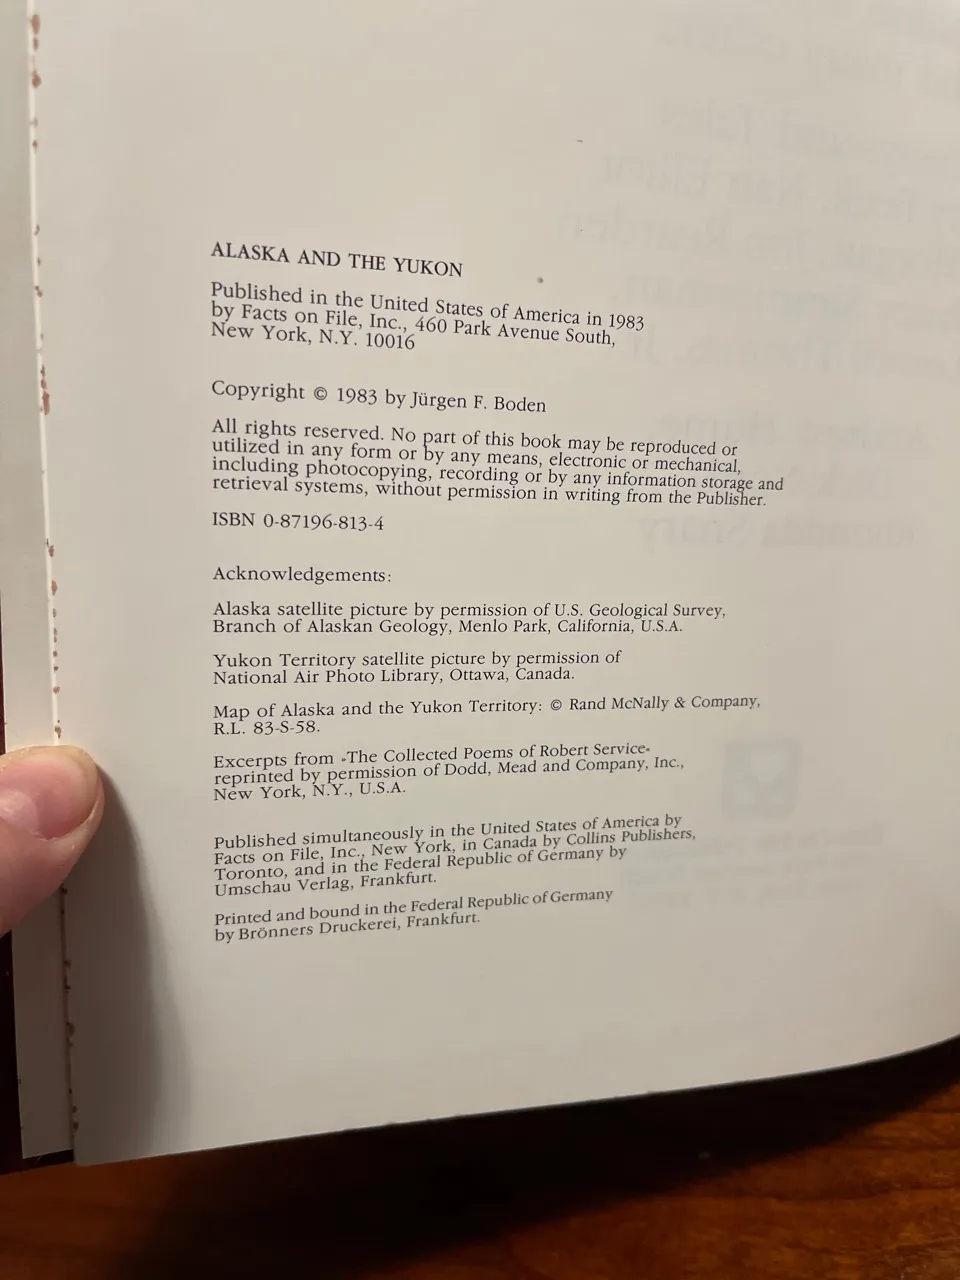 ALASKA AND THE YUKON
Published in the United States of America in 1983
by Facts on File, Inc., 460 Park Avenue South,
New York, N.Y. 10016
Copyright © 1983 by Jürgen F. Boden
All rights reserved. No part of this book may be reproduced or
utilized in any form or by any means, electronic or mechanical,
including photocopying, recording or by any information storage and
retrieval systems, without permission in writing from the Publisher.
ISBN 0-87196-813-4
Acknowledgements:
Alaska satellite picture by permission of U.S. Geological Survey,
Branch of Alaskan Geology, Menlo Park, California, U.S.A.
Yukon Territory satellite picture by permission of
National Air Photo Library, Ottawa, Canada.
Map of Alaska and the Yukon Territory: © Rand McNally & Company,
R.L. 83-S-58.
Excerpts from »The Collected Poems of Robert Service«
reprinted by permission of Dodd, Mead and Company, Inc.,
New York, N.Y., U.S.A.
Published simultaneously in the United States of America by
Facts on File, Inc., New York, in Canada by Collins Publishers,
Toronto, and in the Federal Republic of Germany by
Umschau Verlag, Frankfurt.
Printed and bound in the Federal Republic of Germany
by Brönners Druckerei, Frankfurt.